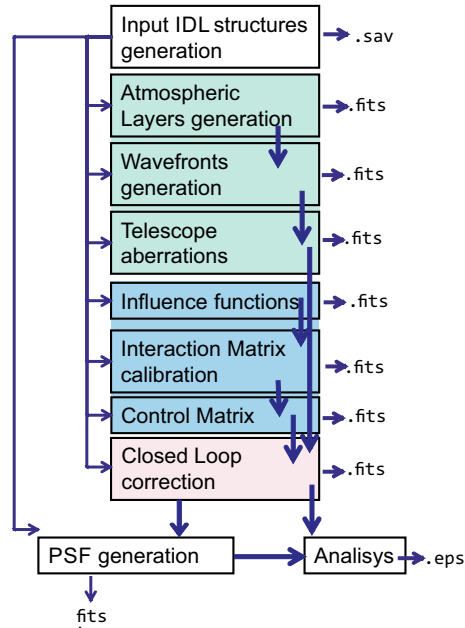 Input IDL structures
generation
.sav
Atmospheric
Layers generation
.fits
Wavefronts
generation
.fits
Telescope
aberrations
.fits
Influence functions
.fits
Interaction Matrix
calibration
.fits
Control Matrix
.fits
Closed Loop
correction
.fits
PSF generation
Analisys
.eps
fits